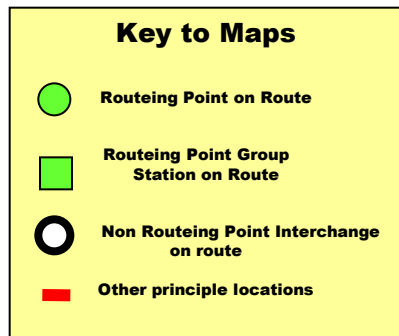 Key to Maps
Routeing Point on Route
Routeing Point Group
Station on Route
Non Routeing Point Interchange
on route
Other principle locations